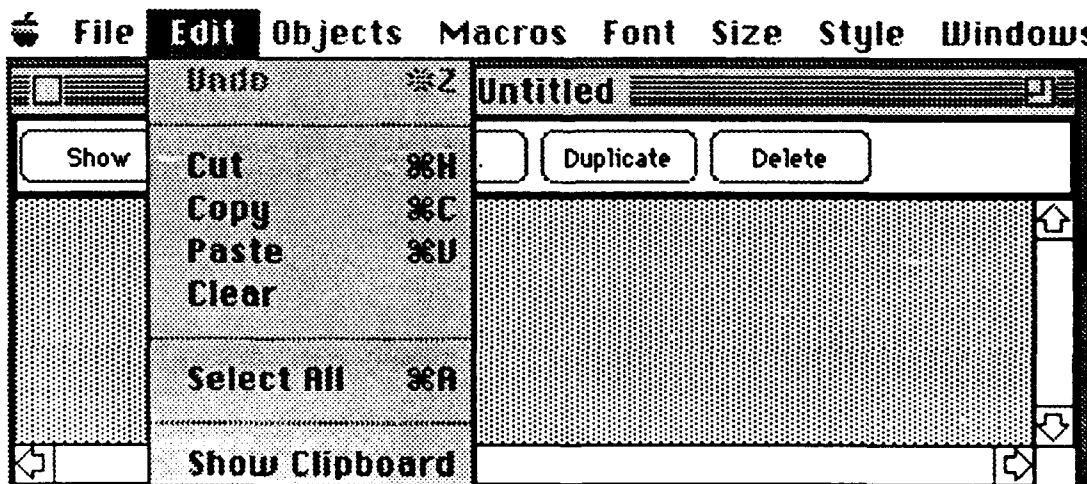 File Edit Objects Macros Font Size Style Windows
Undo ⌘Z
Untitled
Show
Duplicate
Delete
Cut ⌘X
Copy ⌘C
Paste ⌘V
Clear
Select All ⌘A
Show Clipboard